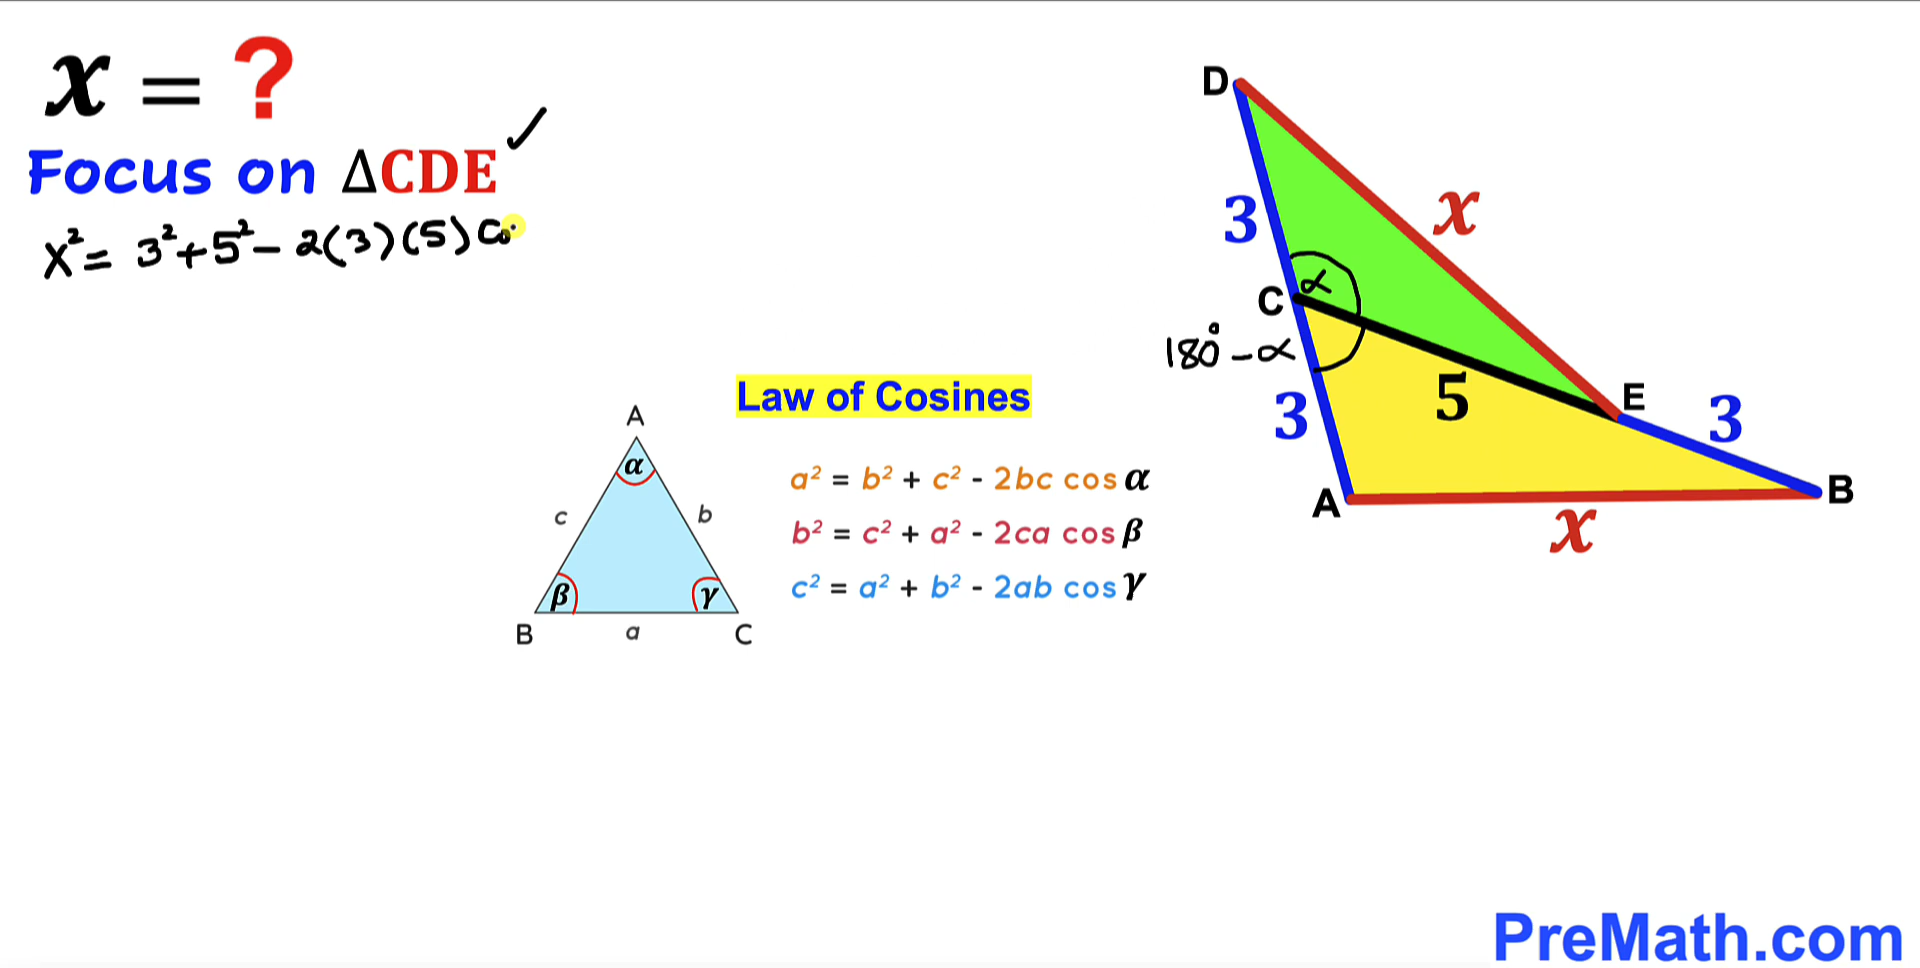 x = ?
Focus on ΔCDE ✓
x² = 3² + 5² - 2(3)(5)
Law of Cosines
a² = b² + c² - 2bc cos α
b² = c² + a² - 2ca cos β
c² = a² + b² - 2ab cos γ
A
α
c
b
β
γ
B
a
C
D
3
x
C
α
180° - α
3
5
E
3
A
B
x
PreMath.com